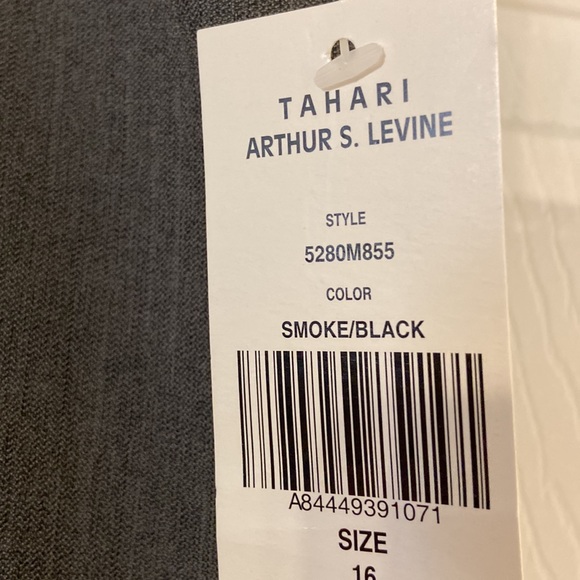 TAHARI
ARTHUR S. LEVINE
STYLE
5280M855
COLOR
SMOKE/BLACK
A84449391071
SIZE
16